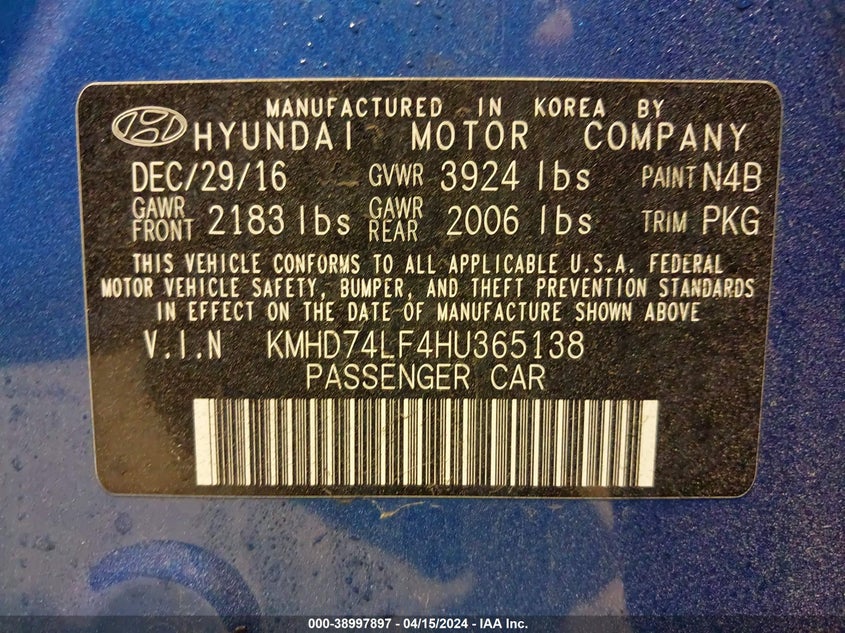 MANUFACTURED IN KOREA BY
HYUNDAI MOTOR COMPANY
DEC/29/16 GVWR 3924 lbs PAINT N4B
GAWR FRONT 2183 lbs GAWR REAR 2006 lbs TRIM PKG
THIS VEHICLE CONFORMS TO ALL APPLICABLE U.S.A. FEDERAL
MOTOR VEHICLE SAFETY, BUMPER, AND THEFT PREVENTION STANDARDS
IN EFFECT ON THE DATE OF MANUFACTURE SHOWN ABOVE
V.I.N KMHD74LF4HU365138
PASSENGER CAR
000-38997897 - 04/15/2024 - IAA Inc.